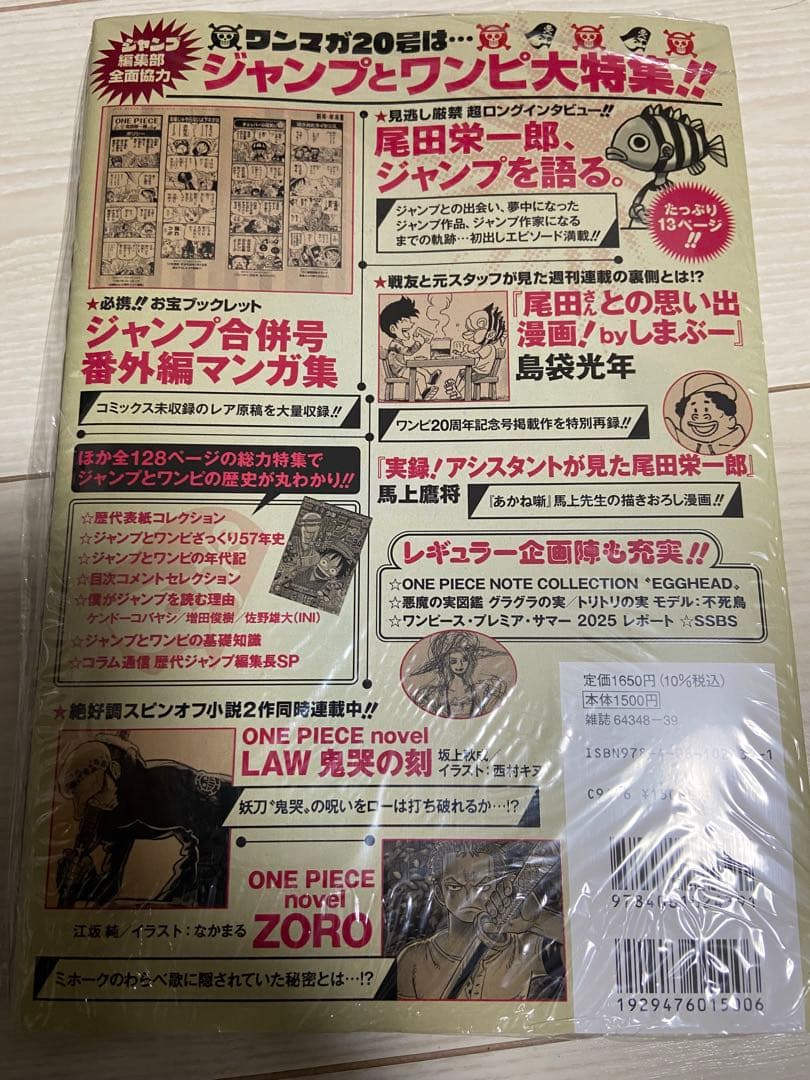 ジャンプ
編集部
全面協力
ワンマガ20号は…
ジャンプとワンピ大特集!!
ONE PIECE
★必携!! お宝ブックレット
ジャンプ合併号
番外編マンガ集
コミックス未収録のレア原稿を大量収録!!
★見逃し厳禁 超ロングインタビュー!!
尾田栄一郎、
ジャンプを語る。
ジャンプとの出会い、夢中になった
ジャンプ作品、ジャンプ作家になる
までの軌跡…初出しエピソード満載!!
たっぷり
13ページ
!!
★戦友と元スタッフが見た週刊連載の裏側とは!?
『尾田さんとの思い出
漫画!byしまぶー』
島袋光年
ワンピ20周年記念号掲載作を特別再録!!
『実録!アシスタントが見た尾田栄一郎』
馬上鷹将
『あかね噺』馬上先生の描きおろし漫画!!
ほか全128ページの総力特集で
ジャンプとワンピの歴史が丸わかり!!
☆歴代表紙コレクション
☆ジャンプとワンピざっくり57年史
☆ジャンプとワンピの年代記
☆目次コメントセレクション
☆僕がジャンプを読む理由
ケンドーコバヤシ/増田俊樹/佐野雄大(INI)
☆ジャンプとワンピの基礎知識
☆コラム通信 歴代ジャンプ編集長SP
レギュラー企画陣も充実!!
☆ONE PIECE NOTE COLLECTION〝EGGHEAD〟
☆悪魔の実図鑑 グラグラの実/トリトリの実 モデル:不死鳥
☆ワンピース・プレミア・サマー 2025 レポート ☆SSBS
★絶好調スピンオフ小説2作同時連載中!!
ONE PIECE novel
LAW 鬼哭の刻
坂上秋成/
イラスト:西村キヌ
妖刀〝鬼哭〟の呪いをローは打ち破れるか…!?
ONE PIECE
novel
ZORO
江坂 純/イラスト:なかまる
ミホークのわらべ歌に隠されていた秘密とは…!?
定価1650円(10%税込)
本体1500円
雑誌 64348-39
1929476015006